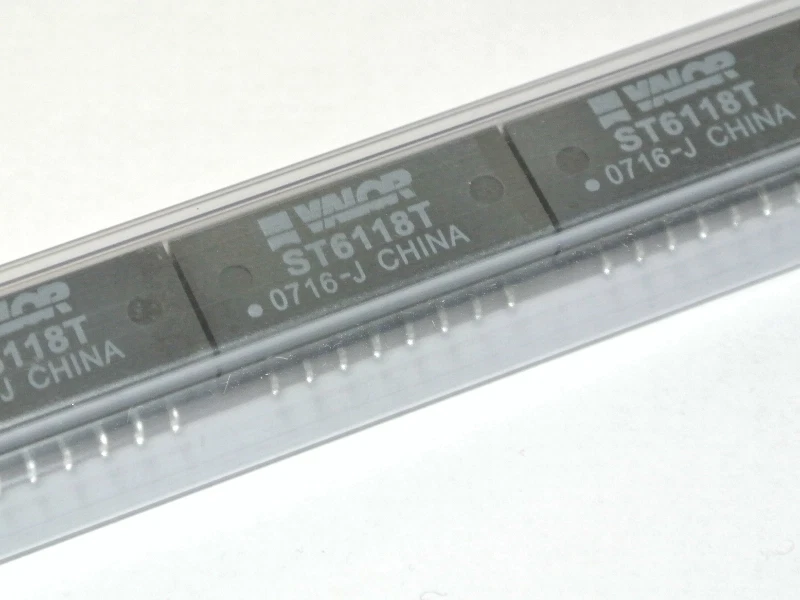 VALOR
ST6118T
0716-J CHINA
VALOR
ST6118T
0716-J CHINA
118T
J CHINA